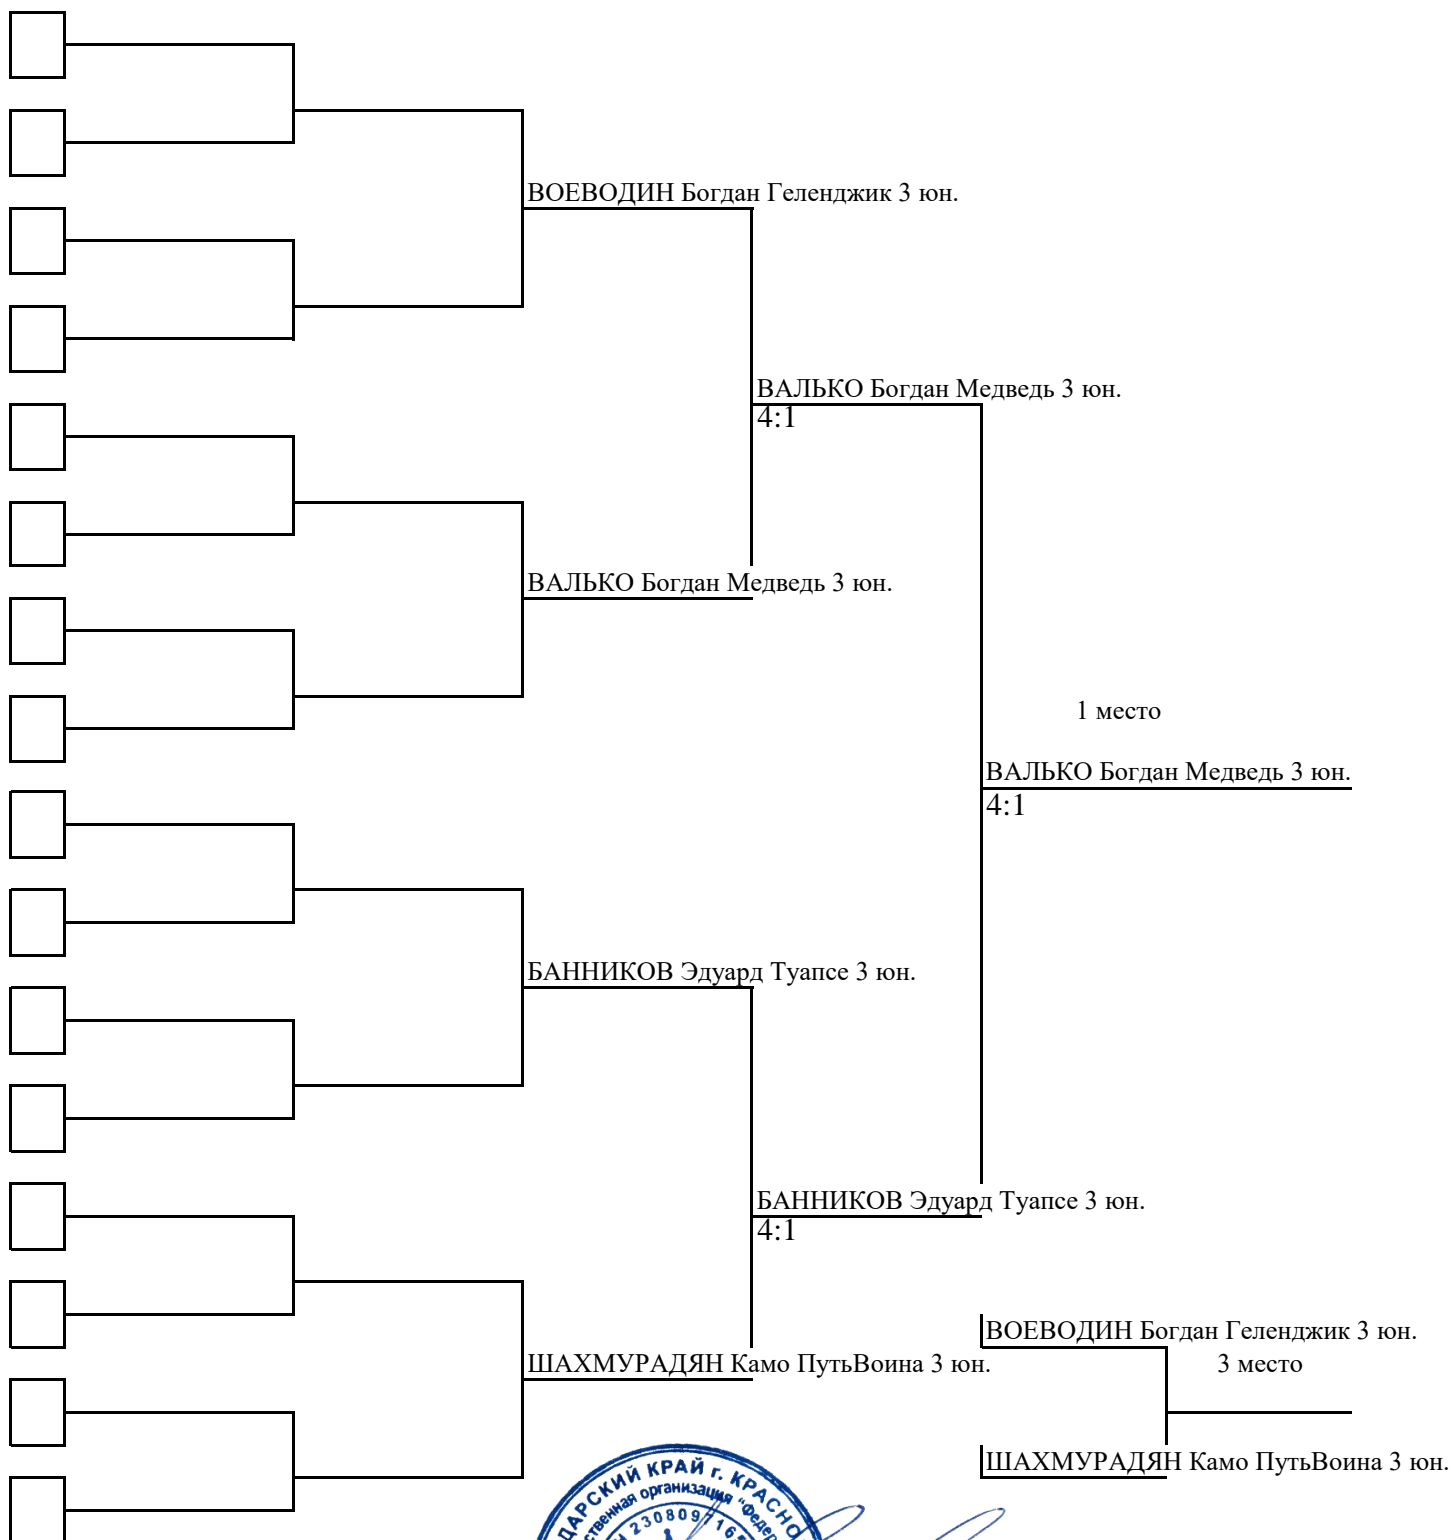 ВОЕВОДИН Богдан Геленджик 3 юн.
ВАЛЬКО Богдан Медведь 3 юн.
4:1
ВАЛЬКО Богдан Медведь 3 юн.
1 место
ВАЛЬКО Богдан Медведь 3 юн.
4:1
БАННИКОВ Эдуард Туапсе 3 юн.
БАННИКОВ Эдуард Туапсе 3 юн.
4:1
ВОЕВОДИН Богдан Геленджик 3 юн.
ШАХМУРАДЯН Камо ПутьВоина 3 юн.
3 место
ШАХМУРАДЯН Камо ПутьВоина 3 юн.
КРАЙ г.
организация